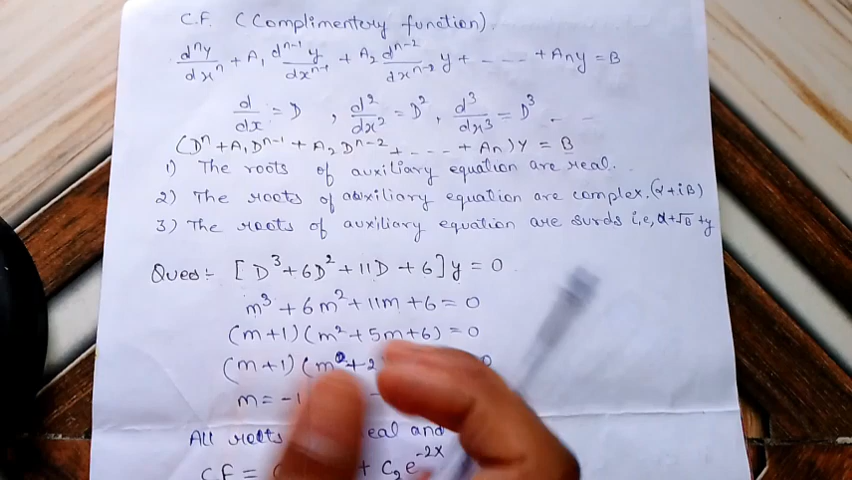 C.F. (Complimentery function).
dⁿy/dxⁿ + A₁ dⁿ⁻¹y/dxⁿ⁻¹ + A₂ dⁿ⁻²/dxⁿ⁻² y + - - - - + Any = B
d/dx = D , d²/dx² = D² , d³/dx³ = D³ - - -
(Dⁿ + A₁Dⁿ⁻¹ + A₂Dⁿ⁻² + - - - - + An) y = B
1) The roots of auxiliary equation are real.
2) The roots of auxiliary equation are complex. (α+iβ)
3) The roots of auxiliary equation are surds i,e, α+√β +y
Ques:- [D³+6D²+11D+6]y = 0
m³+6m²+11m+6=0
(m+1)(m²+5m+6)=0
(m+1)(m²+2 0
m = -1
All roots eal and
CF = + C₂e⁻²ˣ